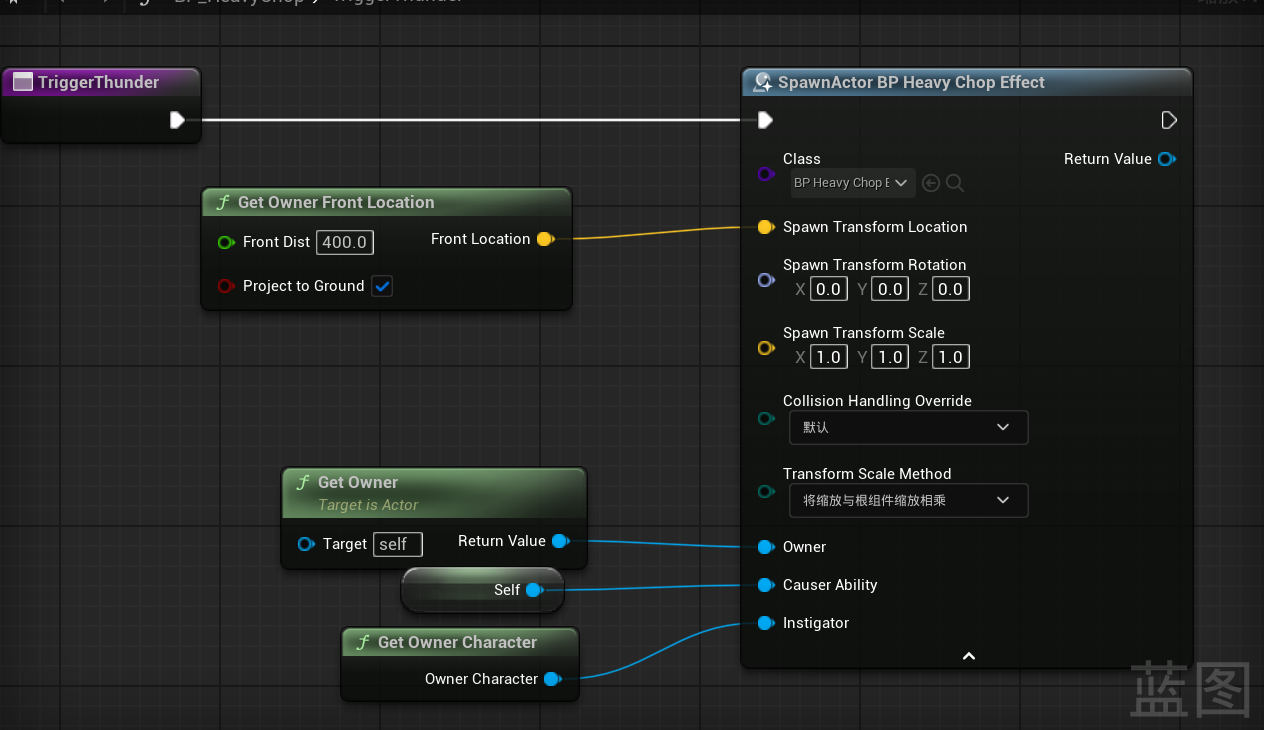 TriggerThunder
SpawnActor BP Heavy Chop Effect
Class
Return Value
BP Heavy Chop E
Get Owner Front Location
Front Dist 400.0
Front Location
Project to Ground
Spawn Transform Location
Spawn Transform Rotation
X 0.0 Y 0.0 Z 0.0
Spawn Transform Scale
X 1.0 Y 1.0 Z 1.0
Collision Handling Override
默认
Transform Scale Method
将缩放与根组件缩放相乘
Get Owner
Target is Actor
Target self
Return Value
Owner
Self
Causer Ability
Instigator
Get Owner Character
Owner Character
蓝图